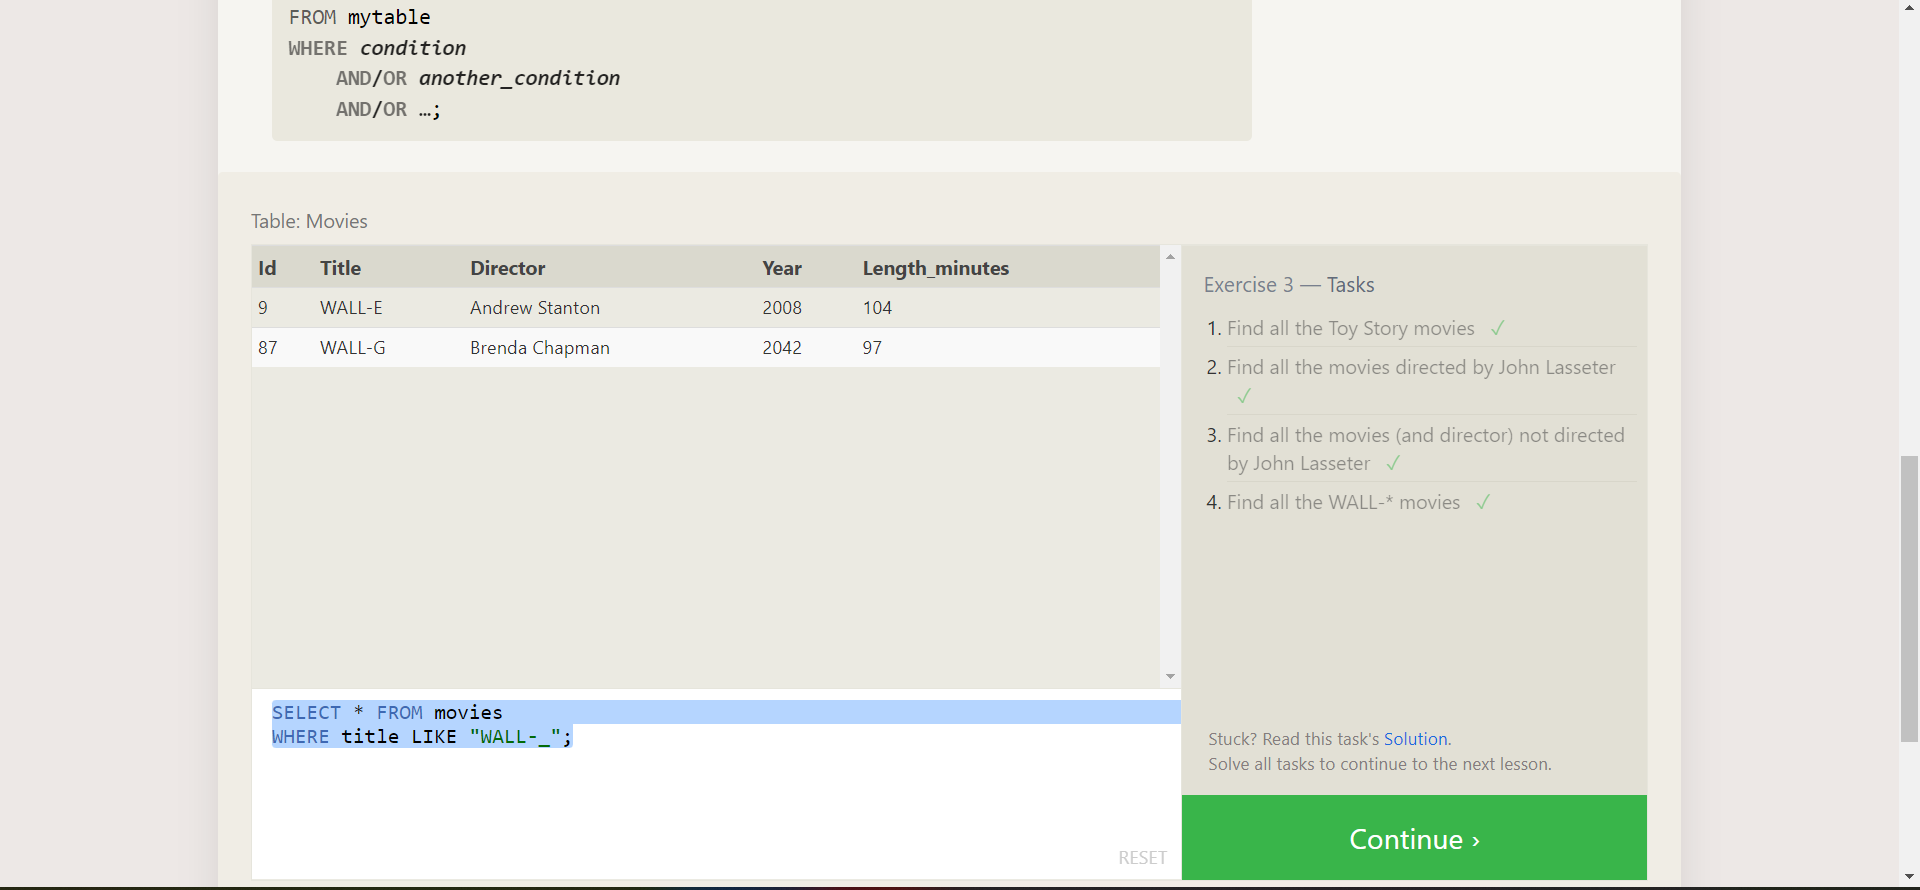 FROM mytable
WHERE condition
AND/OR another_condition
AND/OR …;
Table: Movies
Id Title Director Year Length_minutes
9 WALL-E Andrew Stanton 2008 104
87 WALL-G Brenda Chapman 2042 97
SELECT * FROM movies
WHERE title LIKE "WALL-_";
RESET
Exercise 3 — Tasks
1. Find all the Toy Story movies ✓
2. Find all the movies directed by John Lasseter
✓
3. Find all the movies (and director) not directed
by John Lasseter ✓
4. Find all the WALL-* movies ✓
Stuck? Read this task's Solution.
Solve all tasks to continue to the next lesson.
Continue ›